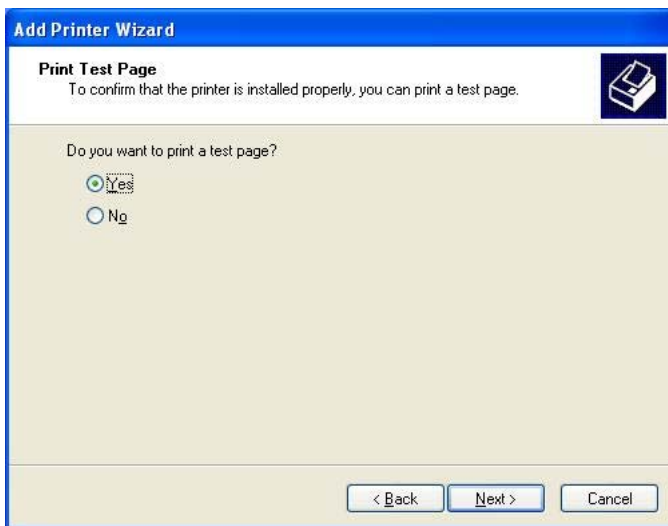 Add Printer Wizard
Print Test Page
To confirm that the printer is installed properly, you can print a test page.
Do you want to print a test page?
Yes
No
< Back Next > Cancel